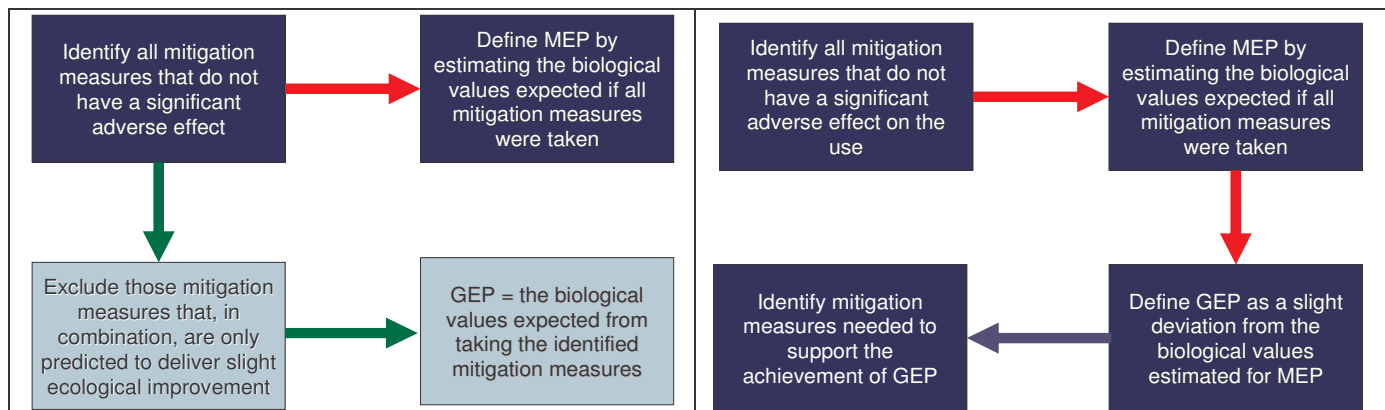 Identify all mitigation
measures that do not
have a significant
adverse effect
Define MEP by
estimating the biological
values expected if all
mitigation measures
were taken
Exclude those mitigation
measures that, in
combination, are only
predicted to deliver slight
ecological improvement
GEP = the biological
values expected from
taking the identified
mitigation measures
Identify all mitigation
measures that do not
have a significant
adverse effect on the
use
Define MEP by
estimating the biological
values expected if all
mitigation measures
were taken
Identify mitigation
measures needed to
support the
achievement of GEP
Define GEP as a slight
deviation from the
biological values
estimated for MEP